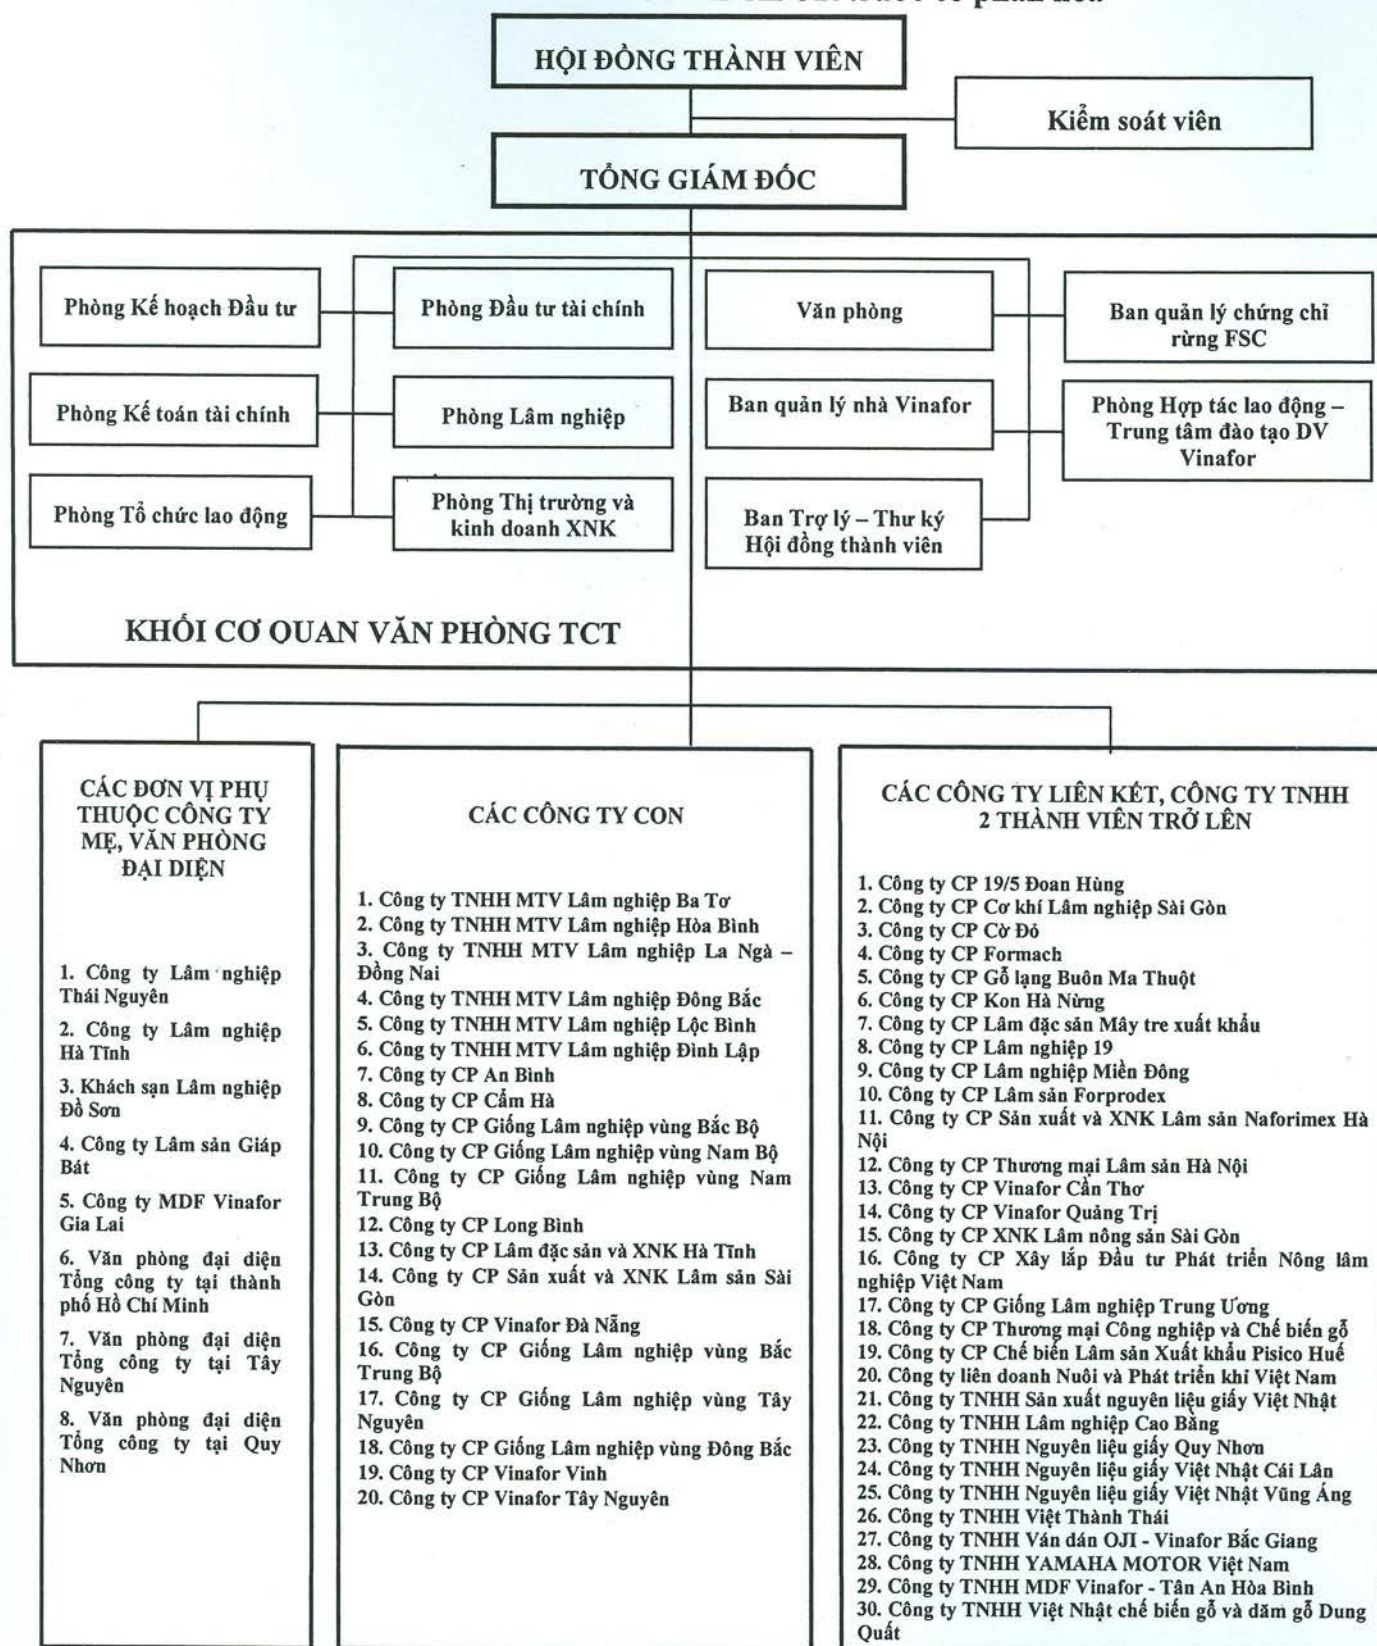 trước cổ phần hóa
HỘI ĐỒNG THÀNH VIÊN
Kiểm soát viên
TỔNG GIÁM ĐỐC
Phòng Kế hoạch Đầu tư
Phòng Đầu tư tài chính
Văn phòng
Ban quản lý chứng chỉ
rừng FSC
Phòng Kế toán tài chính
Phòng Lâm nghiệp
Ban quản lý nhà Vinafor
Phòng Hợp tác lao động –
Trung tâm đào tạo DV
Vinafor
Phòng Tổ chức lao động
Phòng Thị trường và
kinh doanh XNK
Ban Trợ lý – Thư ký
Hội đồng thành viên
KHỐI CƠ QUAN VĂN PHÒNG TCT
CÁC ĐƠN VỊ PHỤ
THUỘC CÔNG TY
MẸ, VĂN PHÒNG
ĐẠI DIỆN
1. Công ty Lâm nghiệp
Thái Nguyên
2. Công ty Lâm nghiệp
Hà Tĩnh
3. Khách sạn Lâm nghiệp
Đồ Sơn
4. Công ty Lâm sản Giáp
Bát
5. Công ty MDF Vinafor
Gia Lai
6. Văn phòng đại diện
Tổng công ty tại thành
phố Hồ Chí Minh
7. Văn phòng đại diện
Tổng công ty tại Tây
Nguyên
8. Văn phòng đại diện
Tổng công ty tại Quy
Nhơn
CÁC CÔNG TY CON
1. Công ty TNHH MTV Lâm nghiệp Ba Tơ
2. Công ty TNHH MTV Lâm nghiệp Hòa Bình
3. Công ty TNHH MTV Lâm nghiệp La Ngà –
Đồng Nai
4. Công ty TNHH MTV Lâm nghiệp Đông Bắc
5. Công ty TNHH MTV Lâm nghiệp Lộc Bình
6. Công ty TNHH MTV Lâm nghiệp Đình Lập
7. Công ty CP An Bình
8. Công ty CP Cẩm Hà
9. Công ty CP Giống Lâm nghiệp vùng Bắc Bộ
10. Công ty CP Giống Lâm nghiệp vùng Nam Bộ
11. Công ty CP Giống Lâm nghiệp vùng Nam
Trung Bộ
12. Công ty CP Long Bình
13. Công ty CP Lâm đặc sản và XNK Hà Tĩnh
14. Công ty CP Sản xuất và XNK Lâm sản Sài
Gòn
15. Công ty CP Vinafor Đà Nẵng
16. Công ty CP Giống Lâm nghiệp vùng Bắc
Trung Bộ
17. Công ty CP Giống Lâm nghiệp vùng Tây
Nguyên
18. Công ty CP Giống Lâm nghiệp vùng Đông Bắc
19. Công ty CP Vinafor Vinh
20. Công ty CP Vinafor Tây Nguyên
CÁC CÔNG TY LIÊN KẾT, CÔNG TY TNHH
2 THÀNH VIÊN TRỞ LÊN
1. Công ty CP 19/5 Đoan Hùng
2. Công ty CP Cơ khí Lâm nghiệp Sài Gòn
3. Công ty CP Cờ Đỏ
4. Công ty CP Formach
5. Công ty CP Gỗ lạng Buôn Ma Thuột
6. Công ty CP Kon Hà Nừng
7. Công ty CP Lâm đặc sản Mây tre xuất khẩu
8. Công ty CP Lâm nghiệp 19
9. Công ty CP Lâm nghiệp Miền Đông
10. Công ty CP Lâm sản Forprodex
11. Công ty CP Sản xuất và XNK Lâm sản Naforimex Hà
Nội
12. Công ty CP Thương mại Lâm sản Hà Nội
13. Công ty CP Vinafor Cần Thơ
14. Công ty CP Vinafor Quảng Trị
15. Công ty CP XNK Lâm nông sản Sài Gòn
16. Công ty CP Xây lắp Đầu tư Phát triển Nông lâm
nghiệp Việt Nam
17. Công ty CP Giống Lâm nghiệp Trung Ương
18. Công ty CP Thương mại Công nghiệp và Chế biến gỗ
19. Công ty CP Chế biến Lâm sản Xuất khẩu Pisico Huế
20. Công ty liên doanh Nuôi và Phát triển khỉ Việt Nam
21. Công ty TNHH Sản xuất nguyên liệu giấy Việt Nhật
22. Công ty TNHH Lâm nghiệp Cao Bằng
23. Công ty TNHH Nguyên liệu giấy Quy Nhơn
24. Công ty TNHH Nguyên liệu giấy Việt Nhật Cái Lân
25. Công ty TNHH Nguyên liệu giấy Việt Nhật Vũng Áng
26. Công ty TNHH Việt Thành Thái
27. Công ty TNHH Ván dán OJI - Vinafor Bắc Giang
28. Công ty TNHH YAMAHA MOTOR Việt Nam
29. Công ty TNHH MDF Vinafor - Tân An Hòa Bình
30. Công ty TNHH Việt Nhật chế biến gỗ và dăm gỗ Dung
Quất